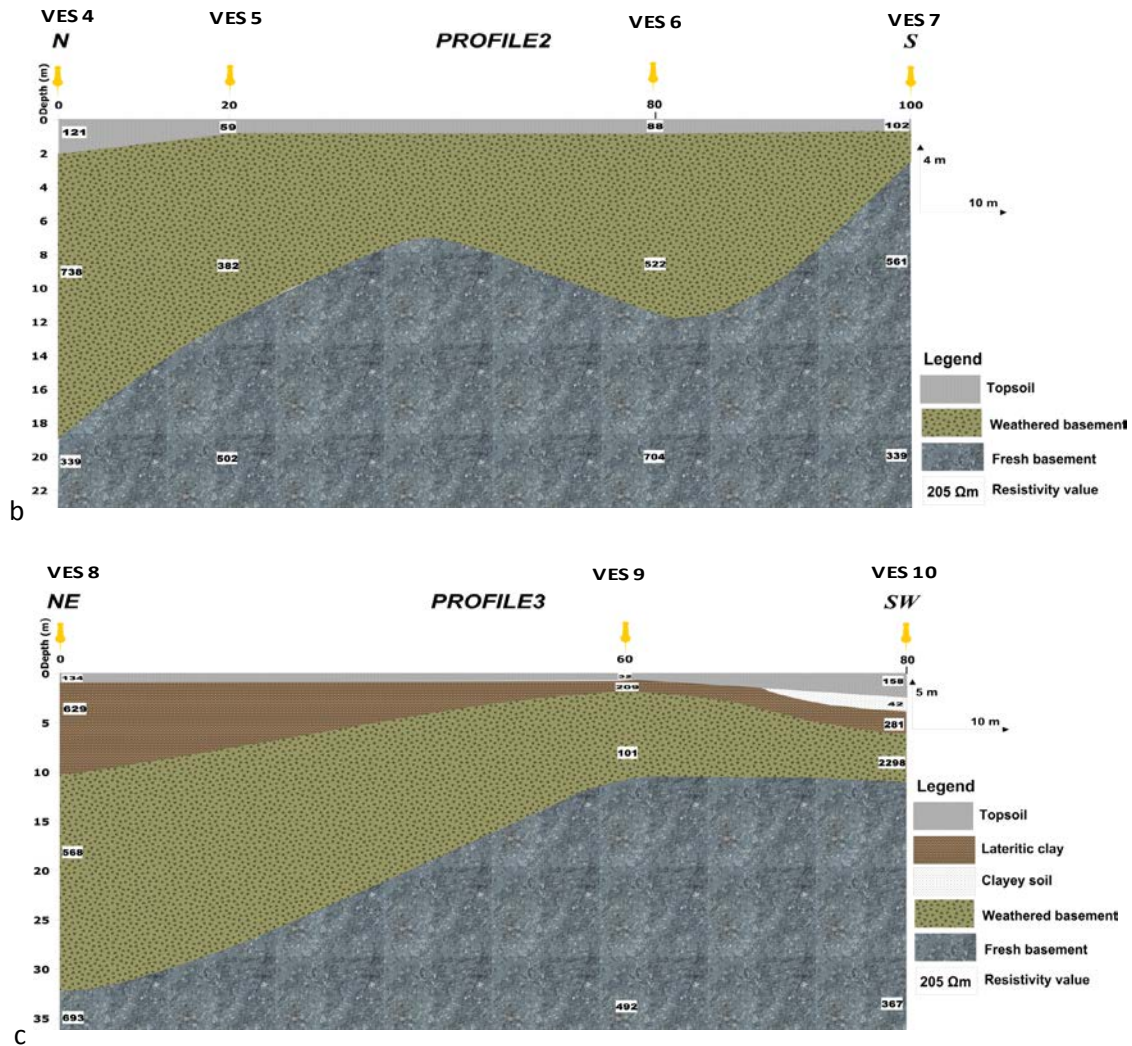 VES 4 VES 5 VES 6 VES 7
N PROFILE2 S
Depth (m)
0 20 80 100
0
121 59 88 102
2
4 4 m
6 10 m
8
738 382 522 561
10
12
14
Legend
16 Topsoil
18 Weathered basement
20 Fresh basement
339 502 704 339
22 205 Ωm Resistivity value
b
VES 8 VES 9 VES 10
NE PROFILE3 SW
Depth (m)
0 60 80
0
134 158
629 209 42 5 m
5 281 10 m
101 2298
10
Legend
15 Topsoil
568 Lateritic clay
20 Clayey soil
25 Weathered basement
30 Fresh basement
205 Ωm Resistivity value
35 693 492 367
c